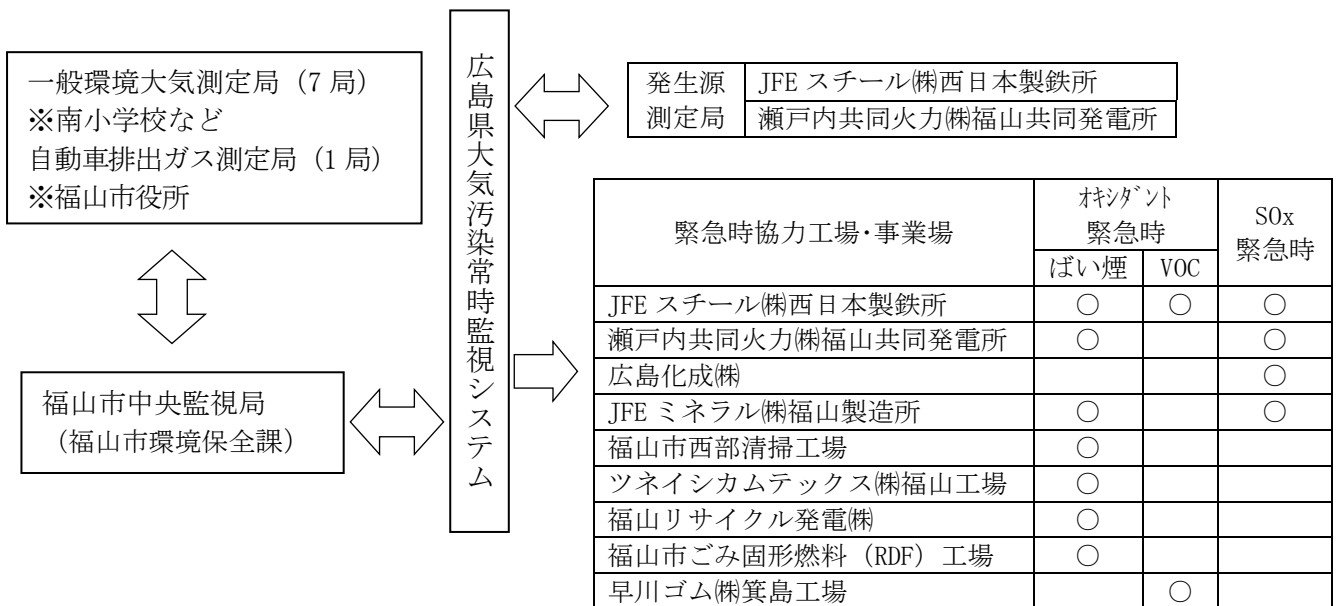 一般環境大気測定局（7 局）
※南小学校など
自動車排出ガス測定局（1 局）
※福山市役所
福山市中央監視局
（福山市環境保全課）
広島県大気汚染常時監視システム
発生源 JFE スチール㈱西日本製鉄所
測定局 瀬戸内共同火力㈱福山共同発電所
緊急時協力工場･事業場 ｵｷｼﾀﾞﾝﾄ緊急時 SOx緊急時
ばい煙 VOC
JFE スチール㈱西日本製鉄所 ○ ○ ○
瀬戸内共同火力㈱福山共同発電所 ○ ○
広島化成㈱ ○
JFE ミネラル㈱福山製造所 ○ ○
福山市西部清掃工場 ○
ツネイシカムテックス㈱福山工場 ○
福山リサイクル発電㈱ ○
福山市ごみ固形燃料（RDF）工場 ○
早川ゴム㈱箕島工場 ○